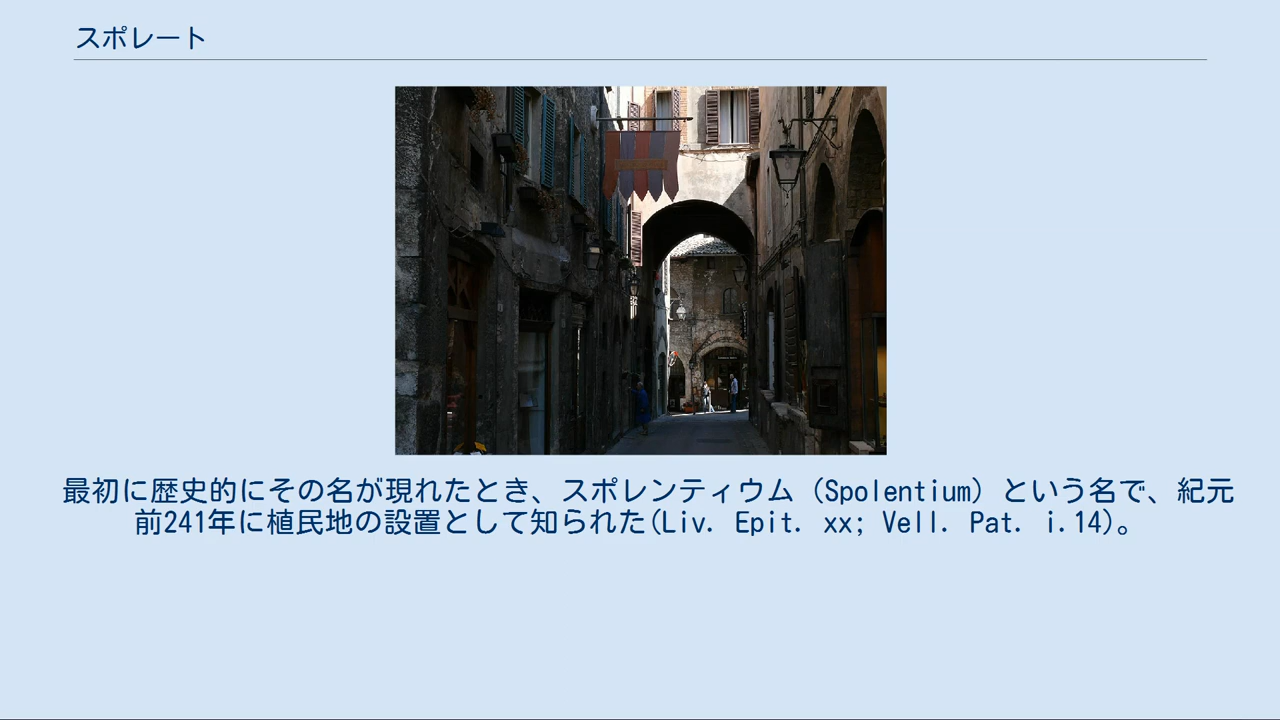 スポレート
最初に歴史的にその名が現れたとき、スポレンティウム（Spolentium）という名で、紀元
前241年に植民地の設置として知られた(Liv. Epit. xx; Vell. Pat. i.14)。